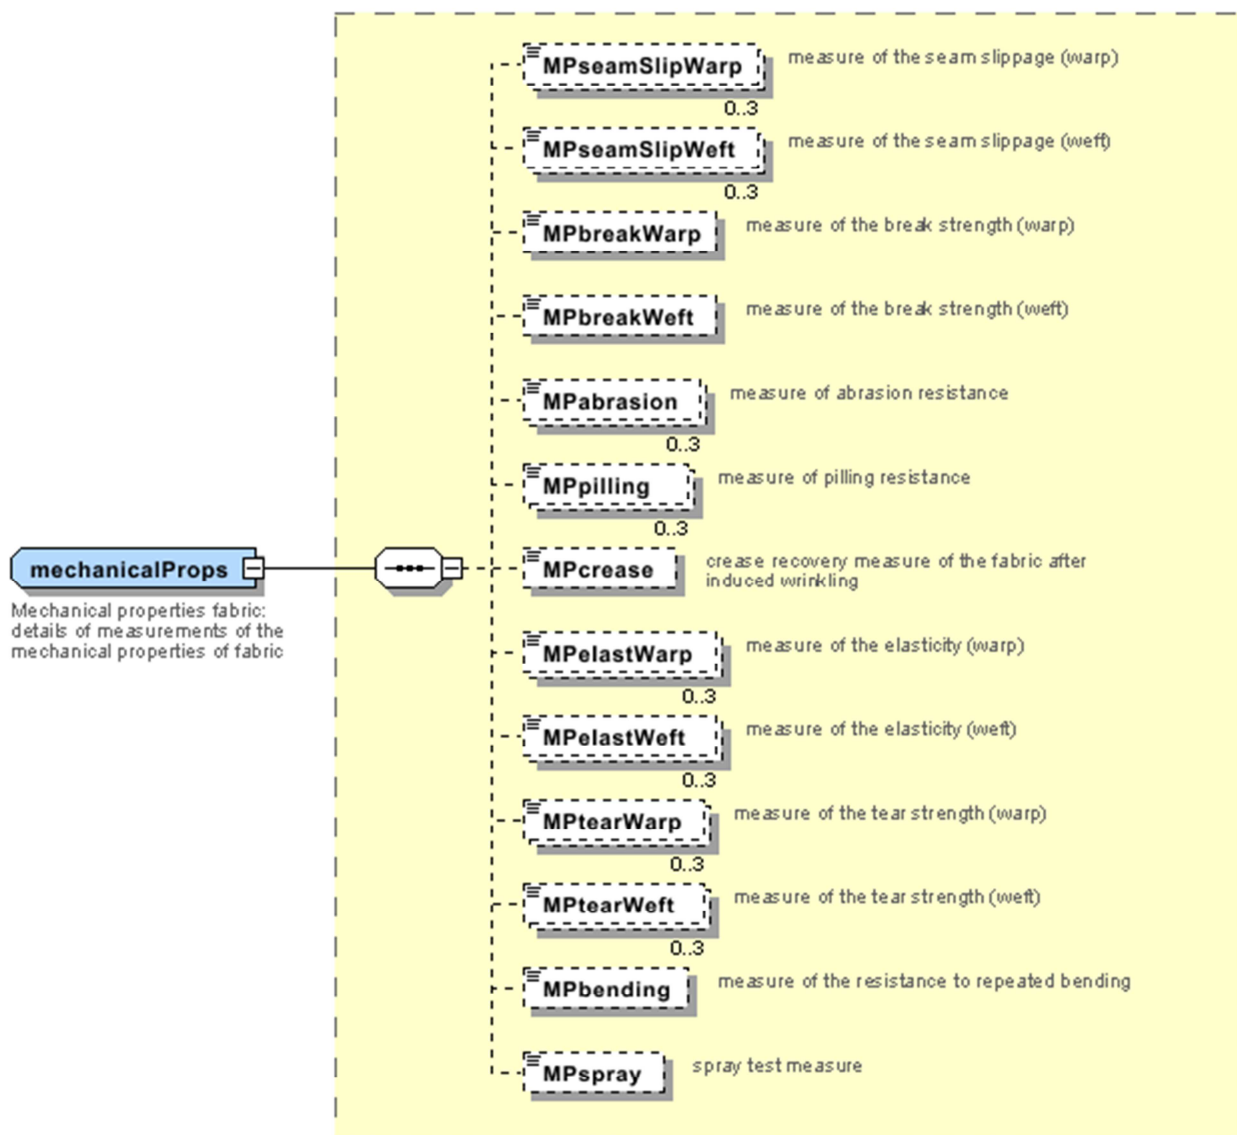 MPseamSlipWarp
measure of the seam slippage (warp)
0..3
MPseamSlipWeft
measure of the seam slippage (weft)
0..3
MPbreakWarp
measure of the break strength (warp)
MPbreakWeft
measure of the break strength (weft)
MPabrasion
measure of abrasion resistance
0..3
MPpilling
measure of pilling resistance
0..3
mechanicalProps
Mechanical properties fabric:
details of measurements of the
mechanical properties of fabric
MPcrease
crease recovery measure of the fabric after
induced wrinkling
MPelastWarp
measure of the elasticity (warp)
0..3
MPelastWeft
measure of the elasticity (weft)
0..3
MPtearWarp
measure of the tear strength (warp)
0..3
MPtearWeft
measure of the tear strength (weft)
0..3
MPbending
measure of the resistance to repeated bending
MPspray
spray test measure